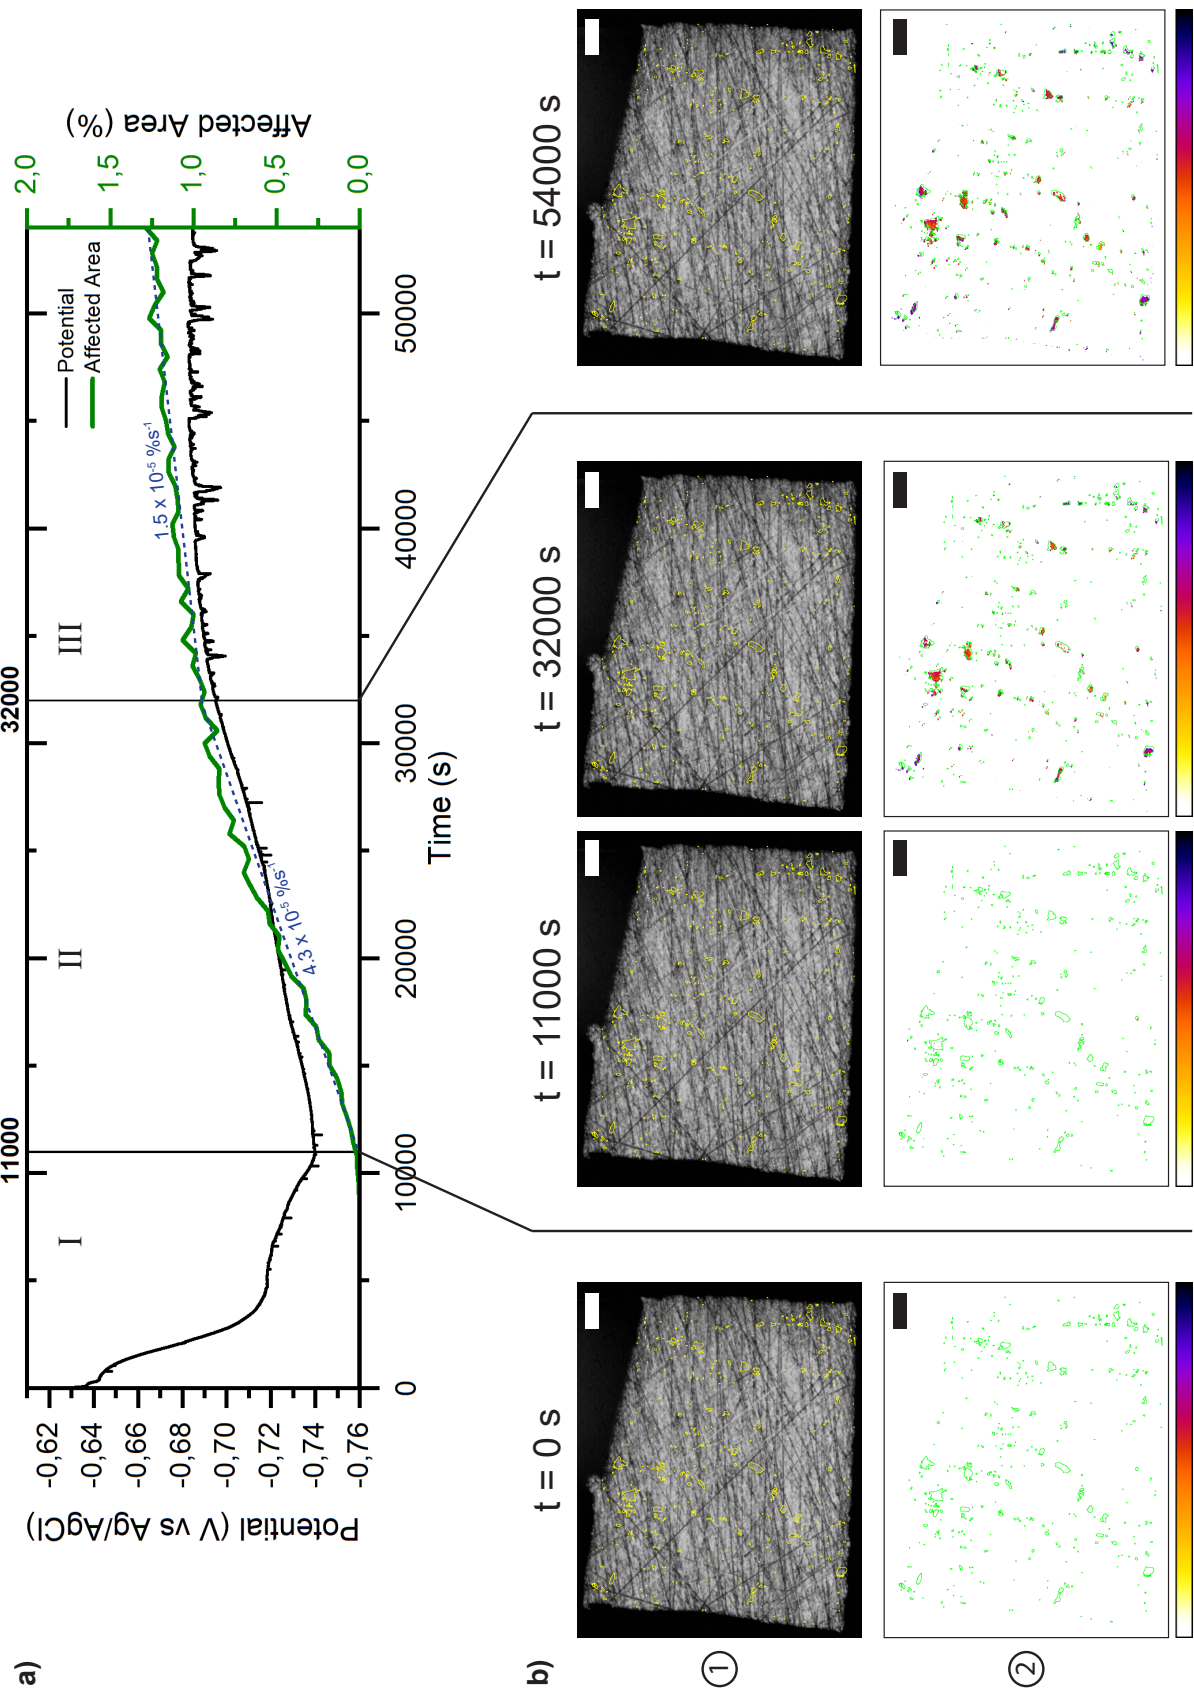 a)
11000
32000
I
II
III
Potential
Affected Area
4.3 x 10⁻⁵ %s⁻¹
1.5 x 10⁻⁵ %s⁻¹
Potential (V vs Ag/AgCl)
-0,62
-0,64
-0,66
-0,68
-0,70
-0,72
-0,74
-0,76
Affected Area (%)
2,0
1,5
1,0
0,5
0,0
0
10000
20000
30000
40000
50000
Time (s)
b)
t = 0 s
t = 11000 s
t = 32000 s
t = 54000 s
1
2